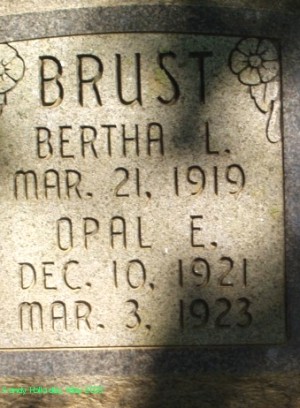 BRUST
BERTHA L.
MAR. 21, 1919
OPAL E.
DEC. 10, 1921
MAR. 3, 1923